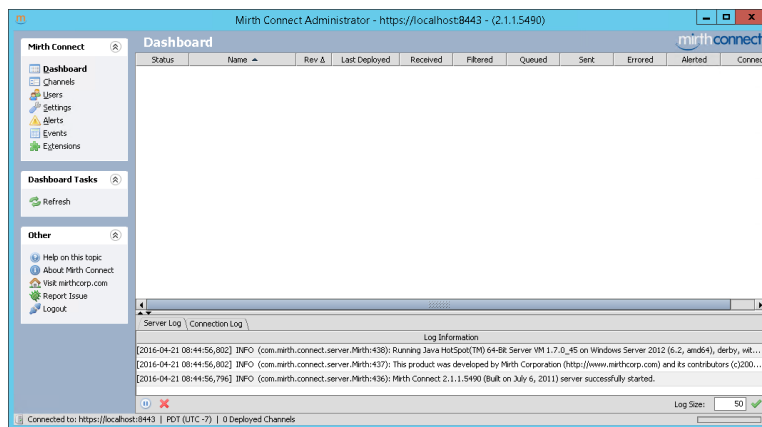 Mirth Connect Administrator - https://localhost:8443 - (2.1.1.5490)
Mirth Connect
Dashboard
Channels
Users
Settings
Alerts
Events
Extensions
Dashboard Tasks
Refresh
Other
Help on this topic
About Mirth Connect
Visit mirthcorp.com
Report Issue
Logout
Dashboard
mirth connect
Status Name Rev Δ Last Deployed Received Filtered Queued Sent Errored Alerted Connec
Server Log Connection Log
Log Information
[2016-04-21 08:44:56,802] INFO (com.mirth.connect.server.Mirth:438): Running Java HotSpot(TM) 64-Bit Server VM 1.7.0_45 on Windows Server 2012 (6.2, amd64), derby, wit...
[2016-04-21 08:44:56,802] INFO (com.mirth.connect.server.Mirth:437): This product was developed by Mirth Corporation (http://www.mirthcorp.com) and its contributors (c)200...
[2016-04-21 08:44:56,796] INFO (com.mirth.connect.server.Mirth:436): Mirth Connect 2.1.1.5490 (Built on July 6, 2011) server successfully started.
Log Size: 50
Connected to: https://localhost:8443 | PDT (UTC -7) | 0 Deployed Channels